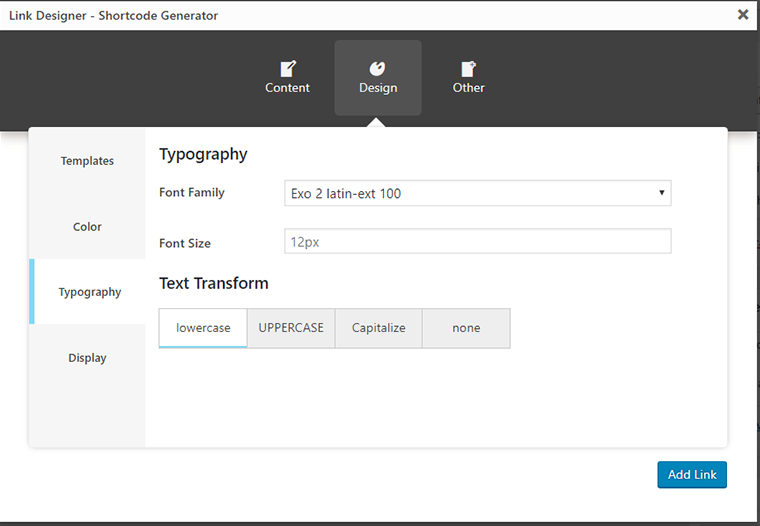 Link Designer - Shortcode Generator
Content Design Other
Templates
Color
Typography
Display
Typography
Font Family Exo 2 latin-ext 100
Font Size 12px
Text Transform
lowercase UPPERCASE Capitalize none
Add Link